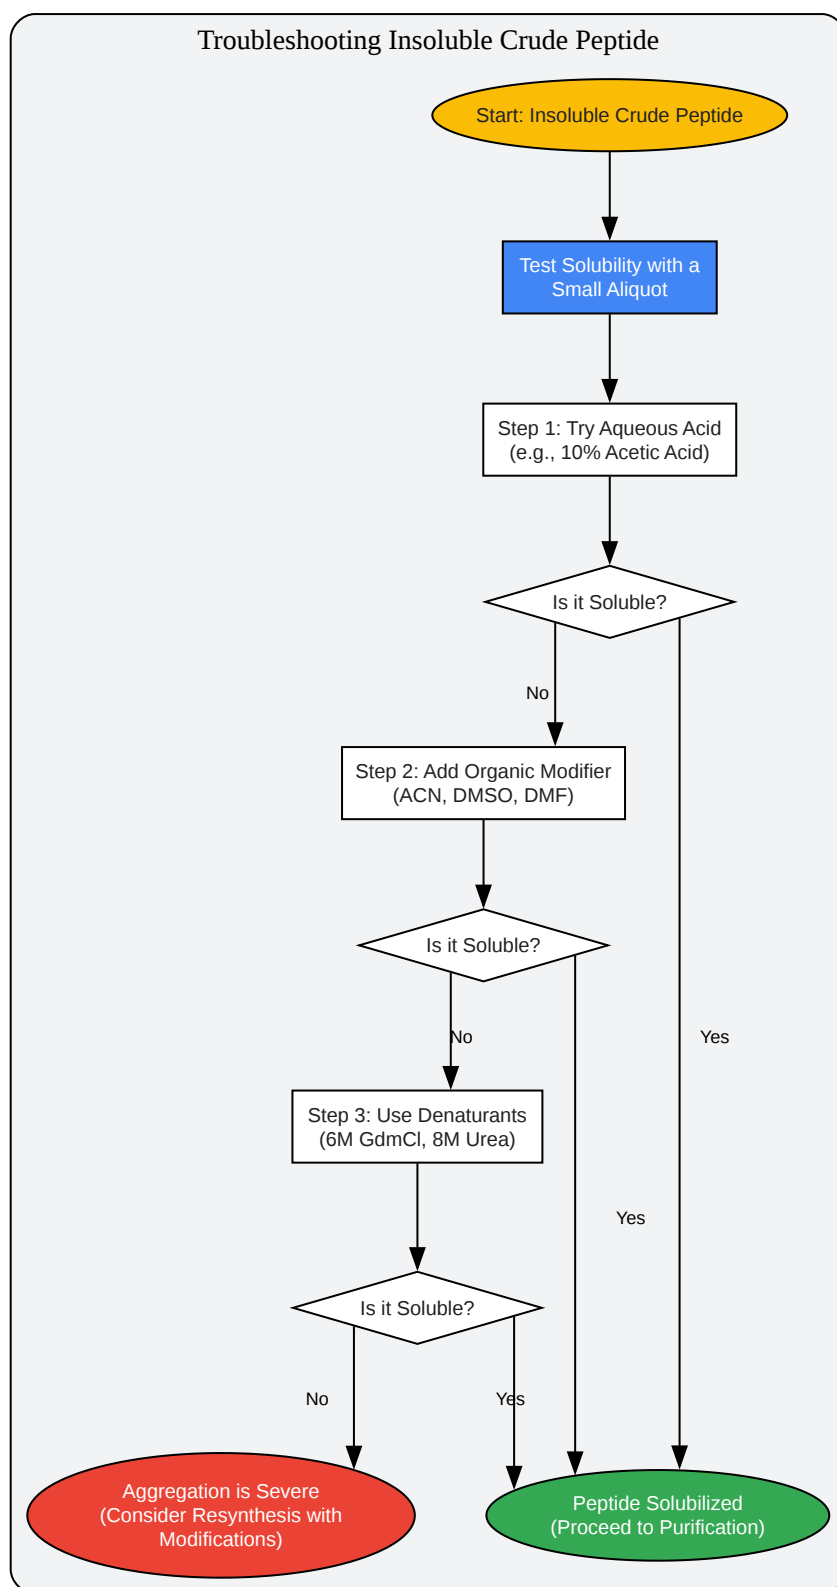 Troubleshooting Insoluble Crude Peptide
Start: Insoluble Crude Peptide
Test Solubility with a
Small Aliquot
Step 1: Try Aqueous Acid
(e.g., 10% Acetic Acid)
Is it Soluble?
No
Step 2: Add Organic Modifier
(ACN, DMSO, DMF)
Is it Soluble?
No
Yes
Step 3: Use Denaturants
(6M GdmCl, 8M Urea)
Yes
Is it Soluble?
No
Yes
Aggregation is Severe
(Consider Resynthesis with
Modifications)
Peptide Solubilized
(Proceed to Purification)